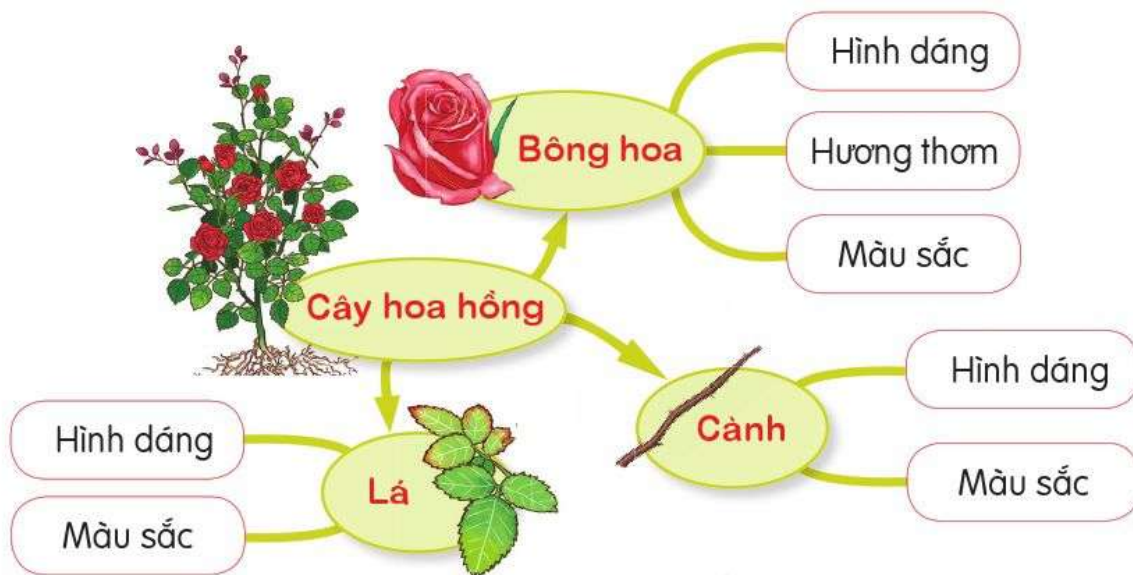 Hình dáng
Bông hoa
Hương thơm
Màu sắc
Cây hoa hồng
Hình dáng
Cành
Màu sắc
Hình dáng
Lá
Màu sắc